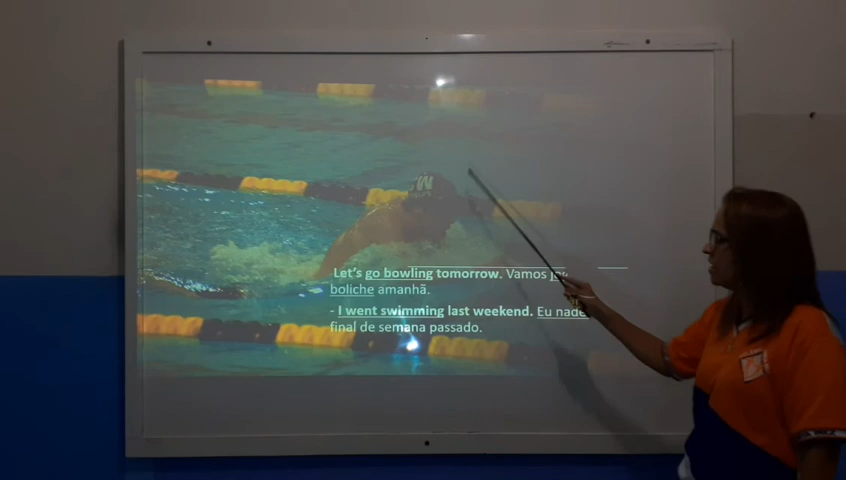 Let's go bowling tomorrow. Vamos
boliche amanhã.
- I went swimming last weekend. Eu
final de semana passado.